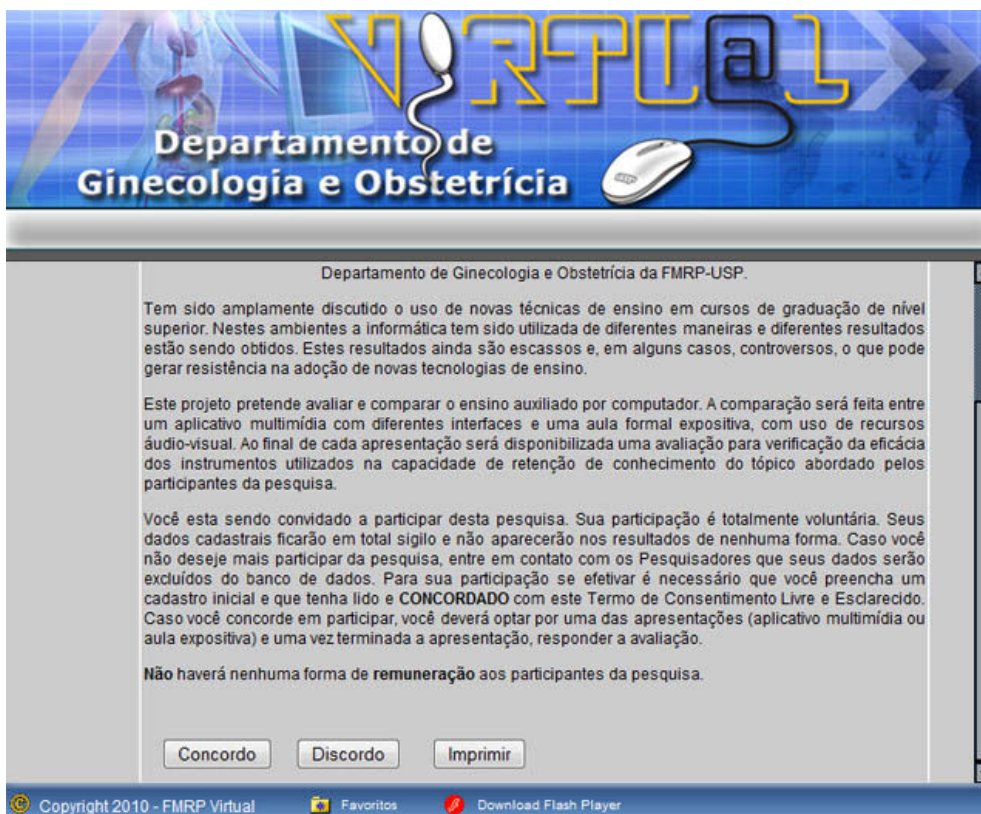 VIRTU@L
Departamento de
Ginecologia e Obstetrícia
Departamento de Ginecologia e Obstetrícia da FMRP-USP.
Tem sido amplamente discutido o uso de novas técnicas de ensino em cursos de graduação de nível
superior. Nestes ambientes a informática tem sido utilizada de diferentes maneiras e diferentes resultados
estão sendo obtidos. Estes resultados ainda são escassos e, em alguns casos, controversos, o que pode
gerar resistência na adoção de novas tecnologias de ensino.
Este projeto pretende avaliar e comparar o ensino auxiliado por computador. A comparação será feita entre
um aplicativo multimídia com diferentes interfaces e uma aula formal expositiva, com uso de recursos
áudio-visual. Ao final de cada apresentação será disponibilizada uma avaliação para verificação da eficácia
dos instrumentos utilizados na capacidade de retenção de conhecimento do tópico abordado pelos
participantes da pesquisa.
Você esta sendo convidado a participar desta pesquisa. Sua participação é totalmente voluntária. Seus
dados cadastrais ficarão em total sigilo e não aparecerão nos resultados de nenhuma forma. Caso você
não deseje mais participar da pesquisa, entre em contato com os Pesquisadores que seus dados serão
excluídos do banco de dados. Para sua participação se efetivar é necessário que você preencha um
cadastro inicial e que tenha lido e CONCORDADO com este Termo de Consentimento Livre e Esclarecido.
Caso você concorde em participar, você deverá optar por uma das apresentações (aplicativo multimídia ou
aula expositiva) e uma vez terminada a apresentação, responder a avaliação.
Não haverá nenhuma forma de remuneração aos participantes da pesquisa.
Concordo Discordo Imprimir
© Copyright 2010 - FMRP Virtual Favoritos Download Flash Player